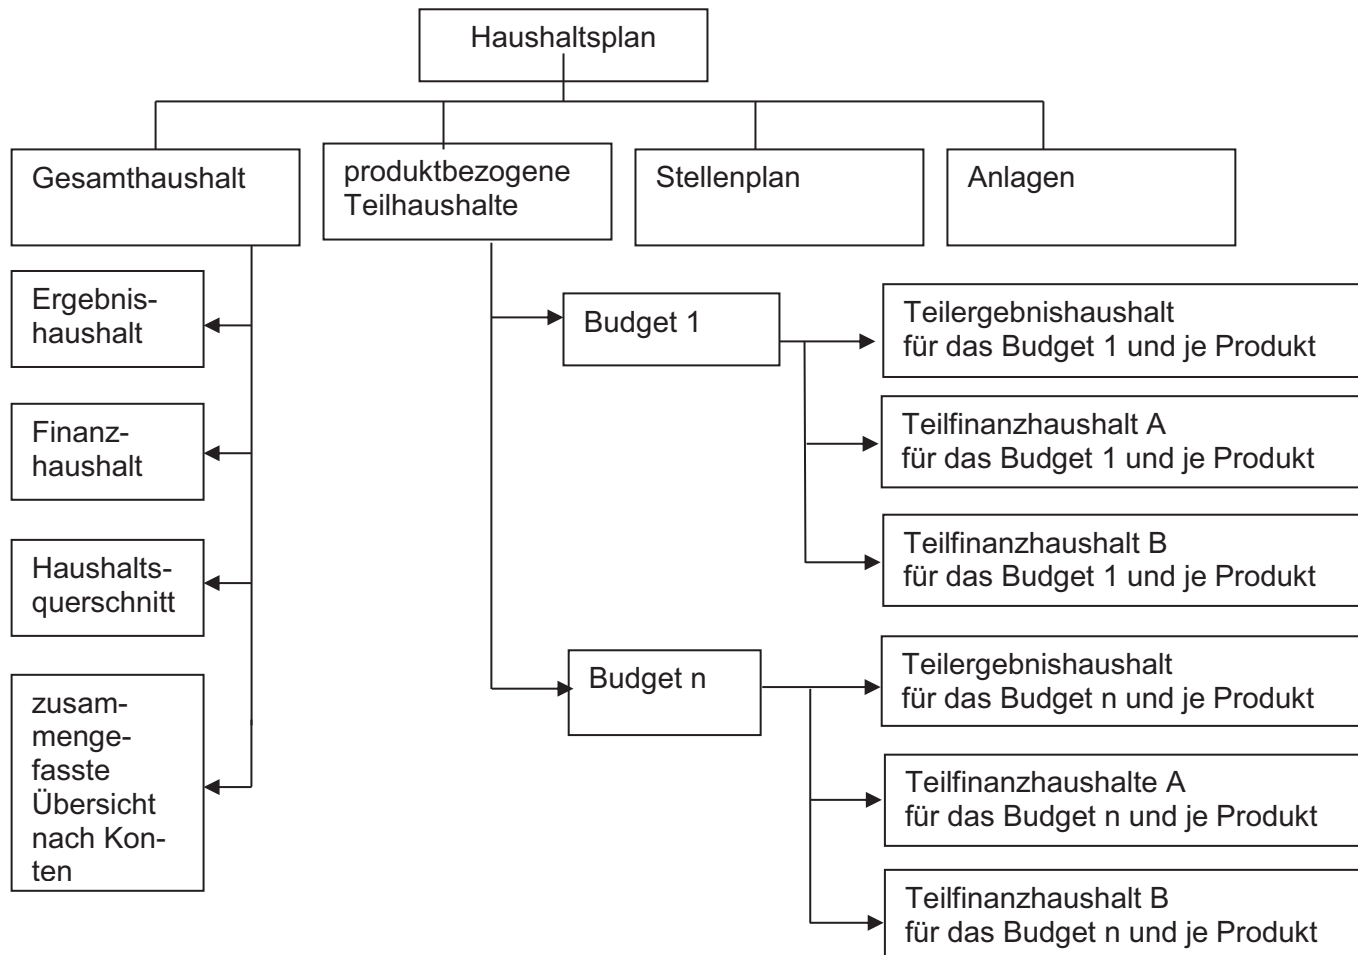 Haushaltsplan
Gesamthaushalt
produktbezogene
Teilhaushalte
Stellenplan
Anlagen
Ergebnis-
haushalt
Finanz-
haushalt
Haushalts-
querschnitt
zusam-
menge-
fasste
Übersicht
nach Kon-
ten
Budget 1
Teilergebnishaushalt
für das Budget 1 und je Produkt
Teilfinanzhaushalt A
für das Budget 1 und je Produkt
Teilfinanzhaushalt B
für das Budget 1 und je Produkt
Budget n
Teilergebnishaushalt
für das Budget n und je Produkt
Teilfinanzhaushalte A
für das Budget n und je Produkt
Teilfinanzhaushalt B
für das Budget n und je Produkt